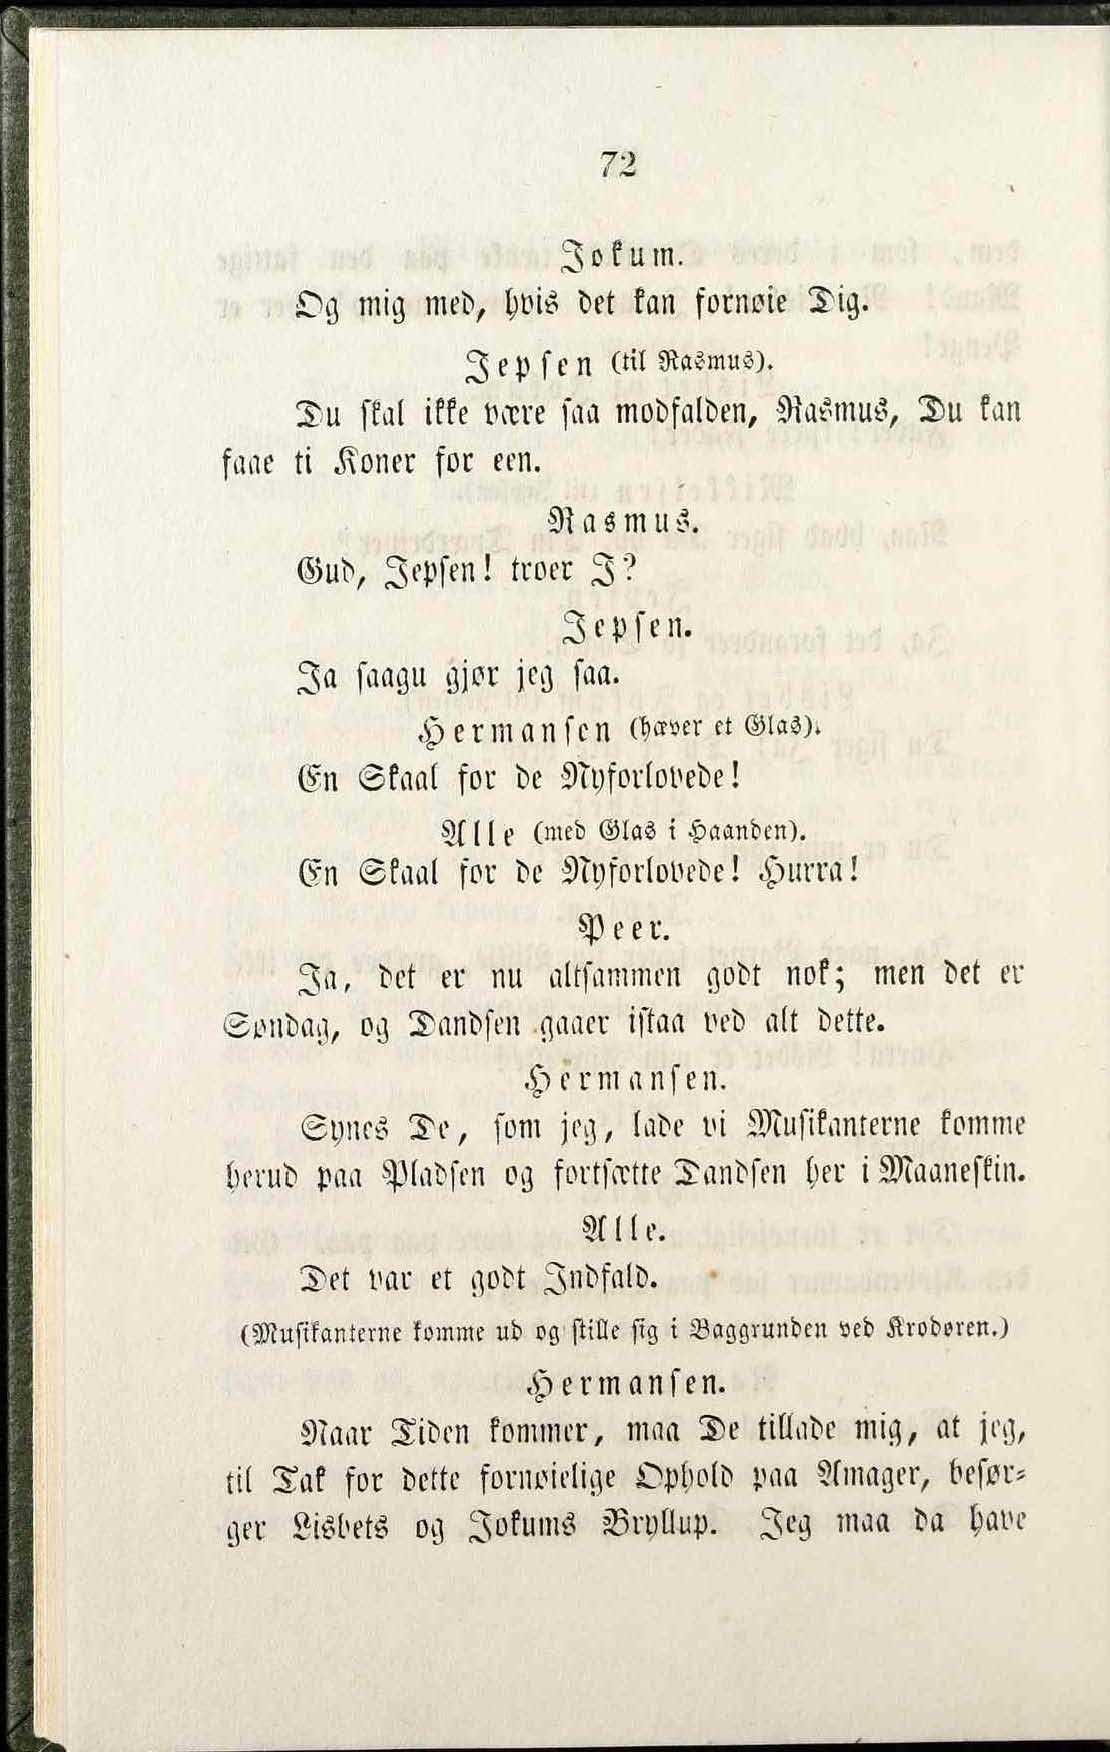 72
Jokum.
Og mig med, hvis det kan fornøie Dig.
Jepsen (til Rasmus).
Du skal ikke være saa modfalden, Rasmus, Du kan
faae ti Koner for een.
Rasmus.
Gud, Jepsen! troer I?
Jepsen.
Ja saagu gjør jeg saa.
Hermansen (hæver et Glas).
En Skaal for de Nyforlovede!
Alle (med Glas i Haanden).
En Skaal for de Nyforlovede! Hurra!
Peer.
Ja, det er nu altsammen godt nok; men det er
Søndag, og Dandsen gaaer istaa ved alt dette.
Hermansen.
Synes De, som jeg, lade vi Musikanterne komme
herud paa Pladsen og fortsætte Dandsen her i Maaneskin.
Alle.
Det var et godt Indfald.
(Musikanterne komme ud og stille sig i Baggrunden ved Krodøren.)
Hermansen.
Naar Tiden kommer, maa De tillade mig, at jeg,
til Tak for dette fornøielige Ophold paa Amager, besør-
ger Lisbets og Jokums Bryllup. Jeg maa da have